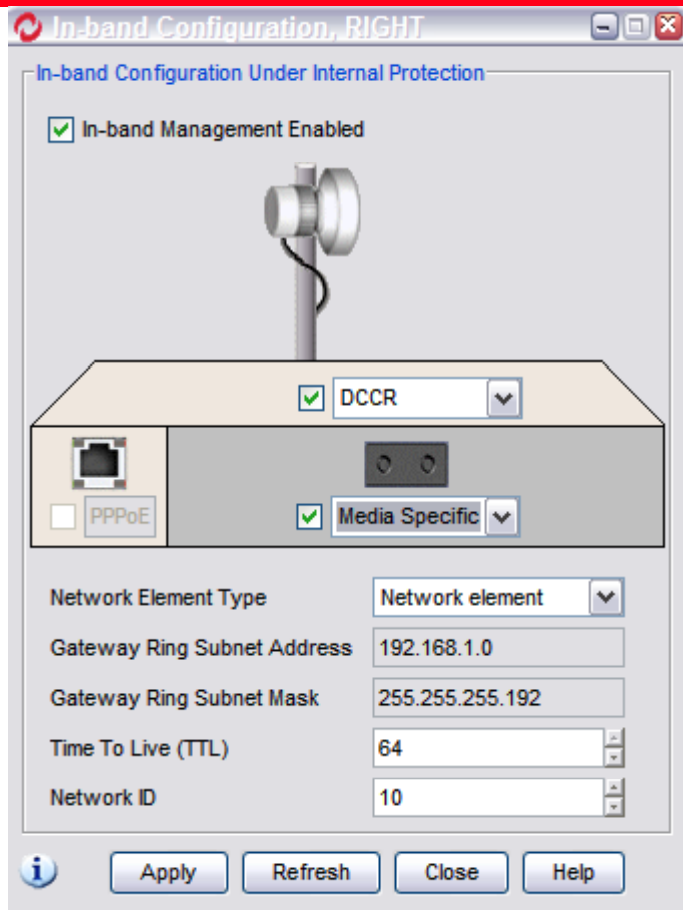 In-band Configuration, RIGHT
In-band Configuration Under Internal Protection
In-band Management Enabled
DCCR
PPPoE
Media Specific
Network Element Type
Network element
Gateway Ring Subnet Address
192.168.1.0
Gateway Ring Subnet Mask
255.255.255.192
Time To Live (TTL)
64
Network ID
10
i
Apply
Refresh
Close
Help